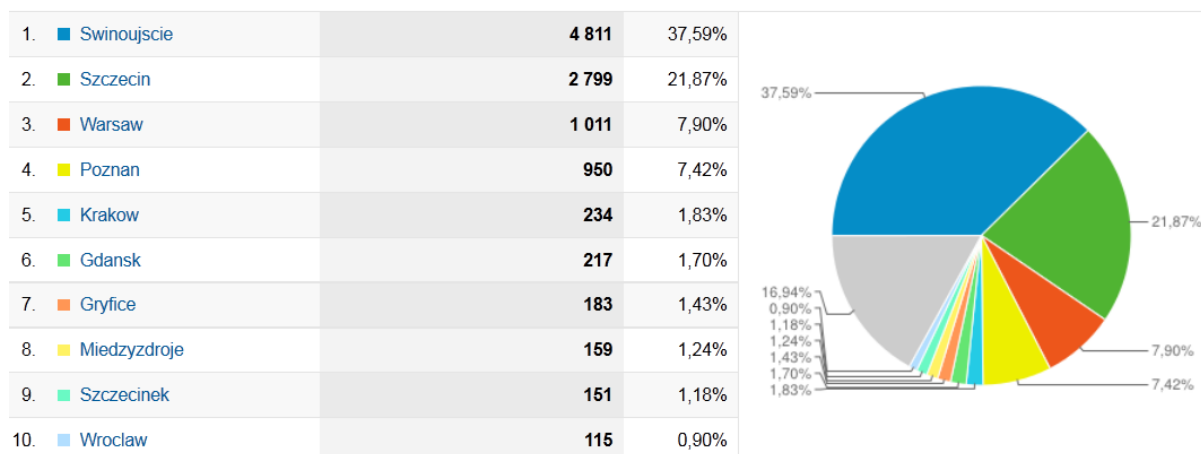 1. Swinoujscie 4 811 37,59%
2. Szczecin 2 799 21,87%
3. Warsaw 1 011 7,90%
4. Poznan 950 7,42%
5. Krakow 234 1,83%
6. Gdansk 217 1,70%
7. Gryfice 183 1,43%
8. Miedzyzdroje 159 1,24%
9. Szczecinek 151 1,18%
10. Wroclaw 115 0,90%
37,59%
21,87%
16,94%
0,90%
1,18%
1,24%
1,43%
1,70%
1,83%
7,90%
7,42%